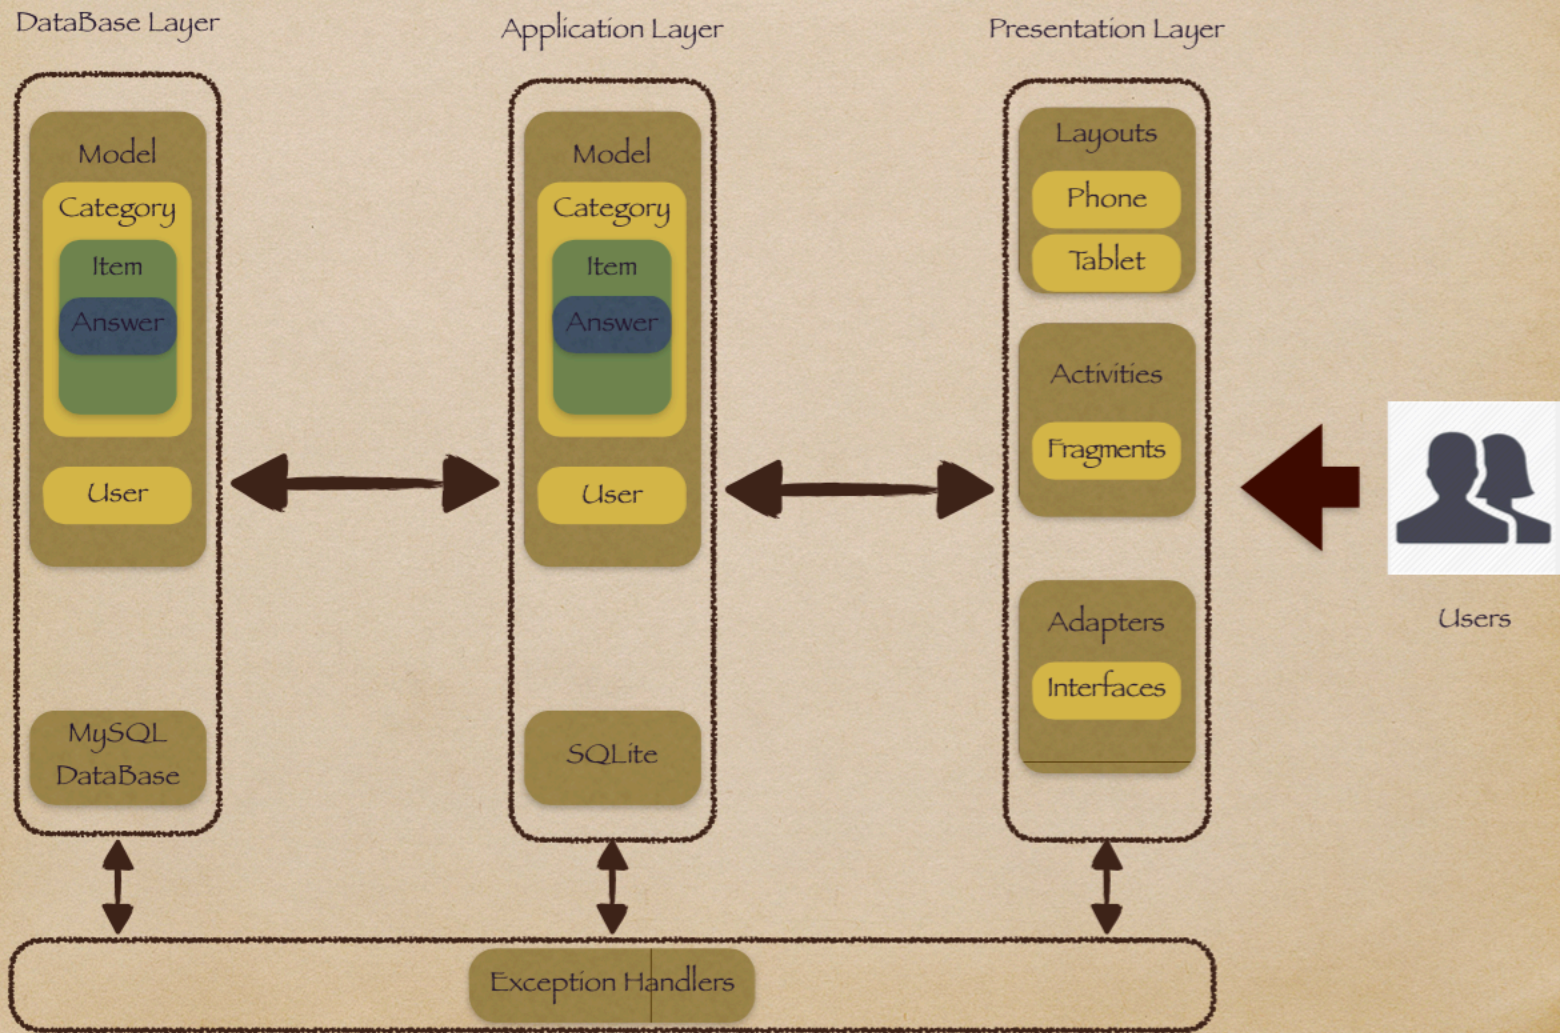 DataBase Layer
Application Layer
Presentation Layer
Model
Category
Item
Answer
User
MySQL
DataBase
Model
Category
Item
Answer
User
SQLite
Layouts
Phone
Tablet
Activities
Fragments
Adapters
Interfaces
Users
Exception Handlers